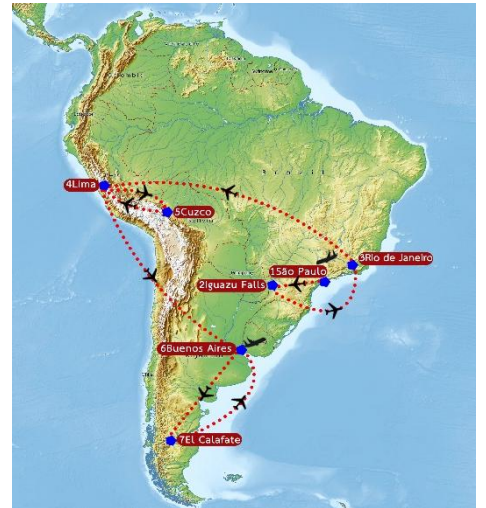 4Lima
5Cuzco
3Rio de Janeiro
1São Paulo
2Iguazu Falls
6Buenos Aires
7El Calafate